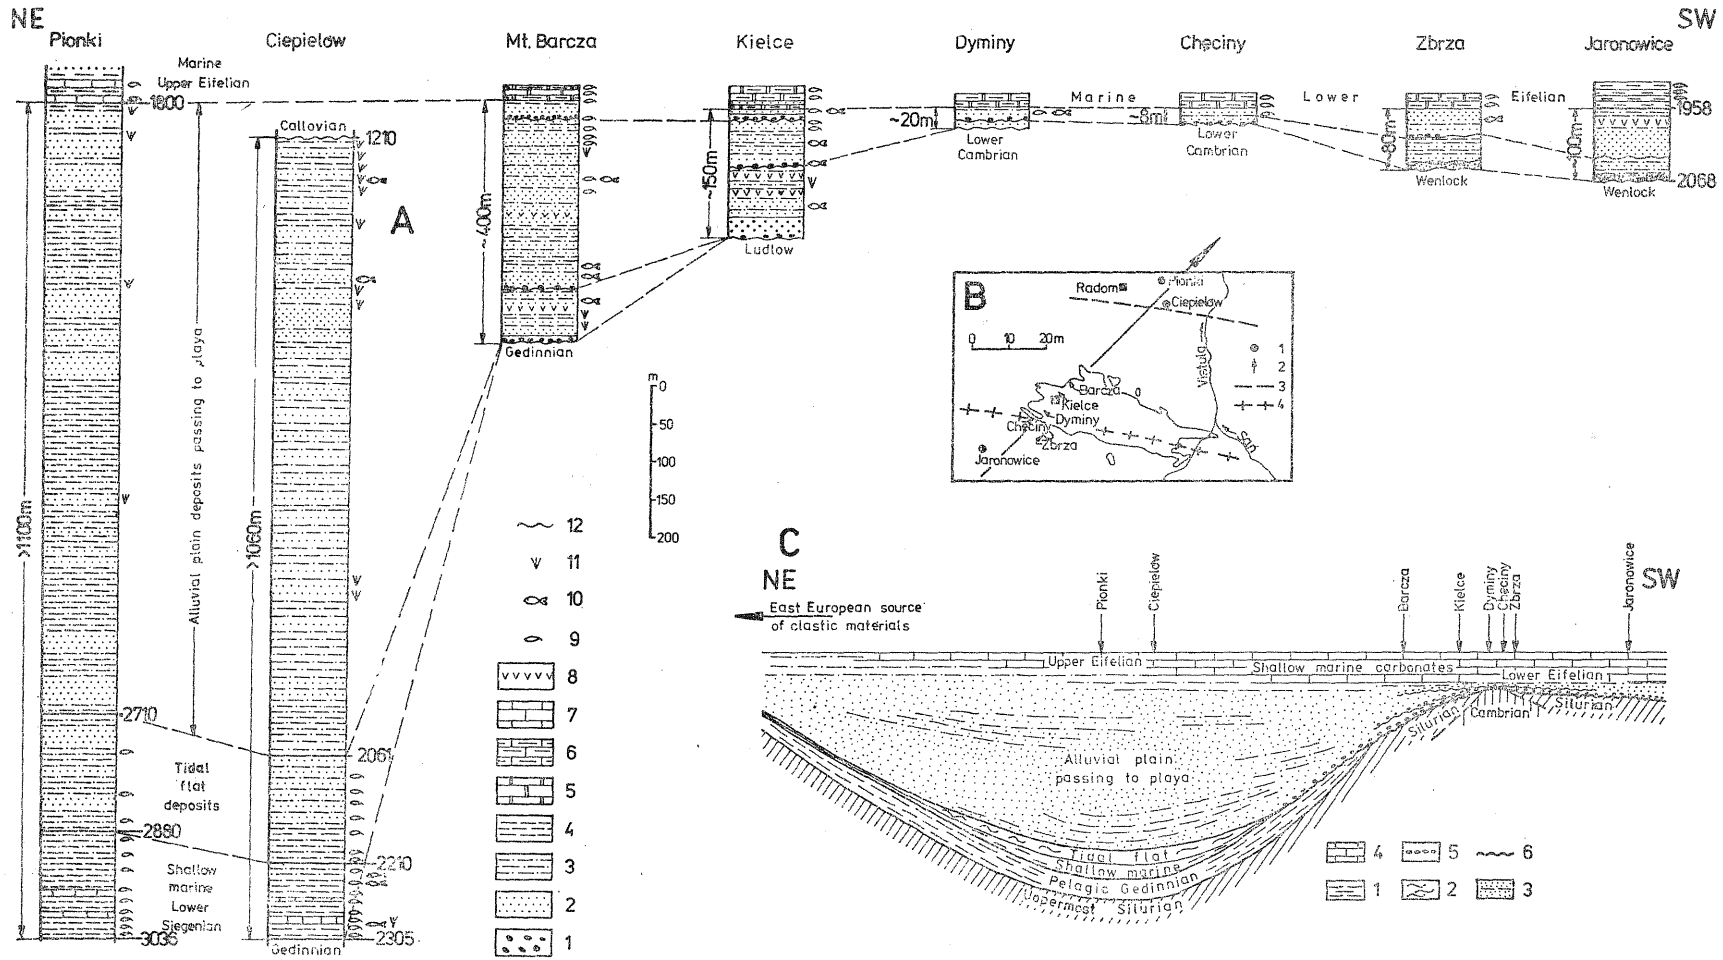 NE
SW
Pionki
Ciepielów
Mt. Barcza
Kielce
Dyminy
Chęciny
Zbrza
Jaronowice
Marine
Upper Eifelian
1800
Callovian
1210
A
>1100m
Alluvial plain deposits passing to playa
>1060m
~400m
Gedinnian
~150m
Ludlow
~20m
Lower
Cambrian
Marine
~8m
Lower
Cambrian
Lower
~80m
Wenlock
Eifelian
~100m
1958
2068
Wenlock
2710
2061
Tidal
flat
deposits
2880
2210
Shallow
marine
Lower
Siegenian
3036
2305
Gedinnian
m
0
50
100
150
200
12
11
10
9
8
7
6
5
4
3
2
1
B
Radom
Pionki
Ciepielów
0 10 20m
Vistula
San
1
2
3
4
Barcza
Kielce
Dyminy
Chęciny
Zbrza
Jaronowice
C
NE
SW
East European source
of clastic materials
Pionki
Ciepielów
Barcza
Kielce
Dyminy
Chęciny
Zbrza
Jaronowice
Upper Eifelian
Shallow marine carbonates
Lower Eifelian
Silurian
Cambrian
Silurian
Alluvial plain
passing to playa
Tidal flat
Shallow marine
Pelagic Gedinnian
Uppermost Silurian
4 5 6
1 2 3